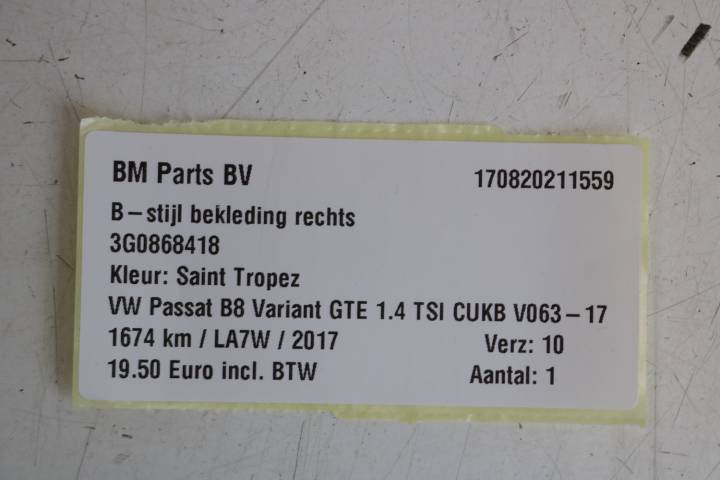 BM Parts BV 170820211559
B-stijl bekleding rechts
3G0868418
Kleur: Saint Tropez
VW Passat B8 Variant GTE 1.4 TSI CUKB V063-17
1674 km / LA7W / 2017 Verz: 10
19.50 Euro incl. BTW Aantal: 1